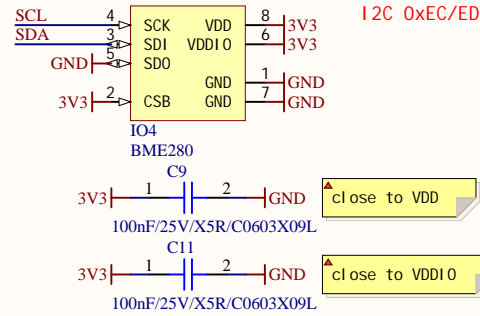 SCL 4 SCK VDD 8 3V3 I2C 0xEC/ED
SDA 3 SDI VDDIO 6 3V3
GND 5 SDO
GND 1 GND
3V3 2 CSB GND 7 GND
IO4
BME280
C9
3V3 1 2 GND close to VDD
100nF/25V/X5R/C0603X09L
C11
3V3 1 2 GND close to VDDIO
100nF/25V/X5R/C0603X09L